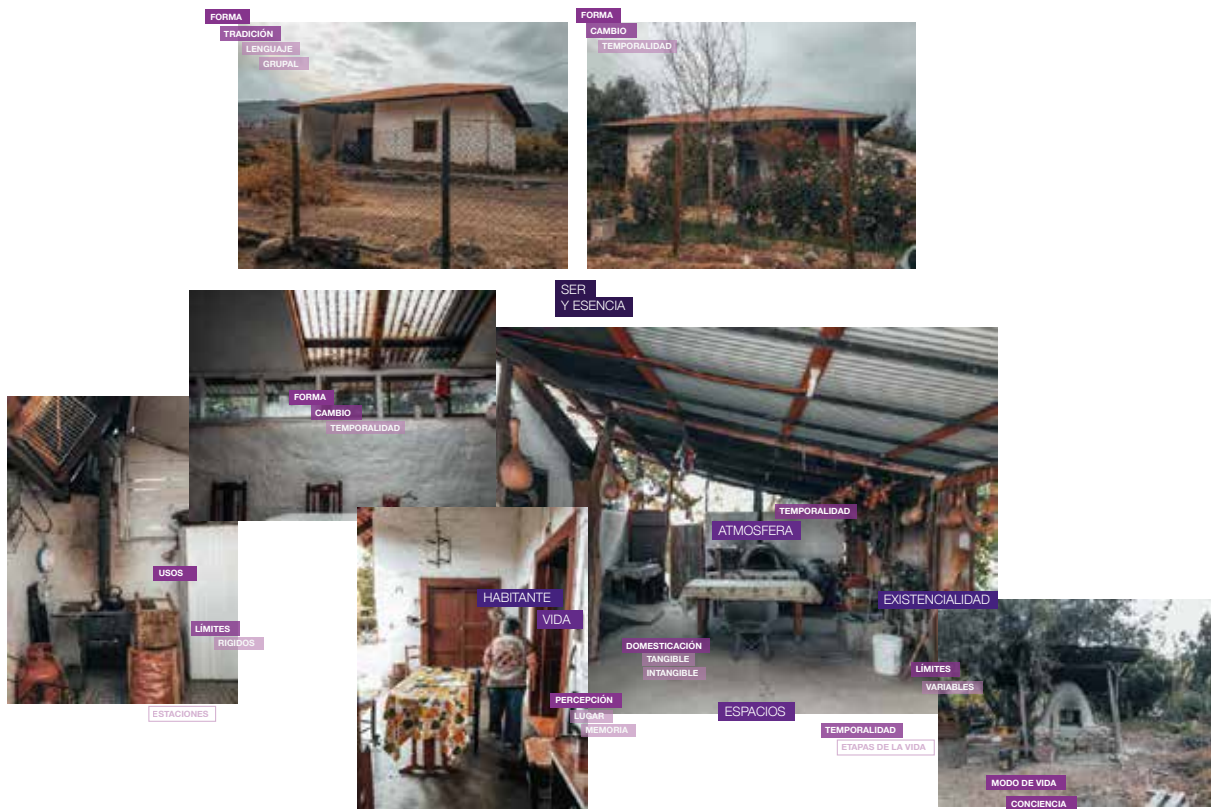 FORMA
TRADICIÓN
LENGUAJE
GRUPAL
FORMA
CAMBIO
TEMPORALIDAD
SER
Y ESENCIA
FORMA
CAMBIO
TEMPORALIDAD
TEMPORALIDAD
ATMOSFERA
USOS
HABITANTE
VIDA
EXISTENCIALIDAD
LÍMITES
RIGIDOS
DOMESTICACIÓN
TANGIBLE
INTANGIBLE
LÍMITES
VARIABLES
PERCEPCIÓN
LUGAR
MEMORIA
ESTACIONES
ESPACIOS
TEMPORALIDAD
ETAPAS DE LA VIDA
MODO DE VIDA
CONCIENCIA